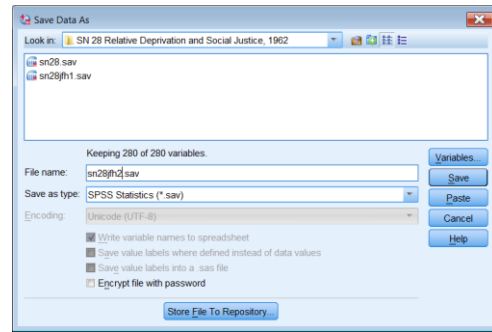 Save Data As
Look in: SN 28 Relative Deprivation and Social Justice, 1962
sn28.sav
sn28jfh1.sav
Keeping 280 of 280 variables.
Variables...
File name: sn28jfh2.sav
Save
Save as type: SPSS Statistics (*.sav)
Paste
Encoding: Unicode (UTF-8)
Cancel
Write variable names to spreadsheet
Help
Save value labels where defined instead of data values
Save value labels into a .sas file
Encrypt file with password
Store File To Repository...